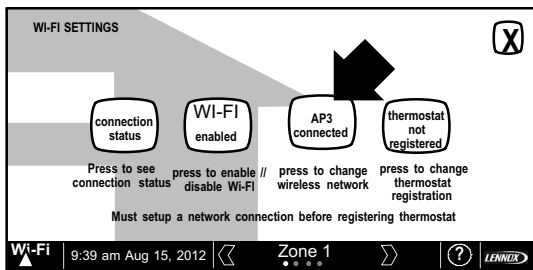 WI-FI SETTINGS
X
connection
status
WI-FI
enabled
AP3
connected
thermostat
not
registered
Press to see
connection status
press to enable //
disable Wi-FI
press to change
wireless network
press to change
thermostat
registration
Must setup a network connection before registering thermostat
Wi-Fi
9:39 am Aug 15, 2012
Zone 1
?
LENNOX